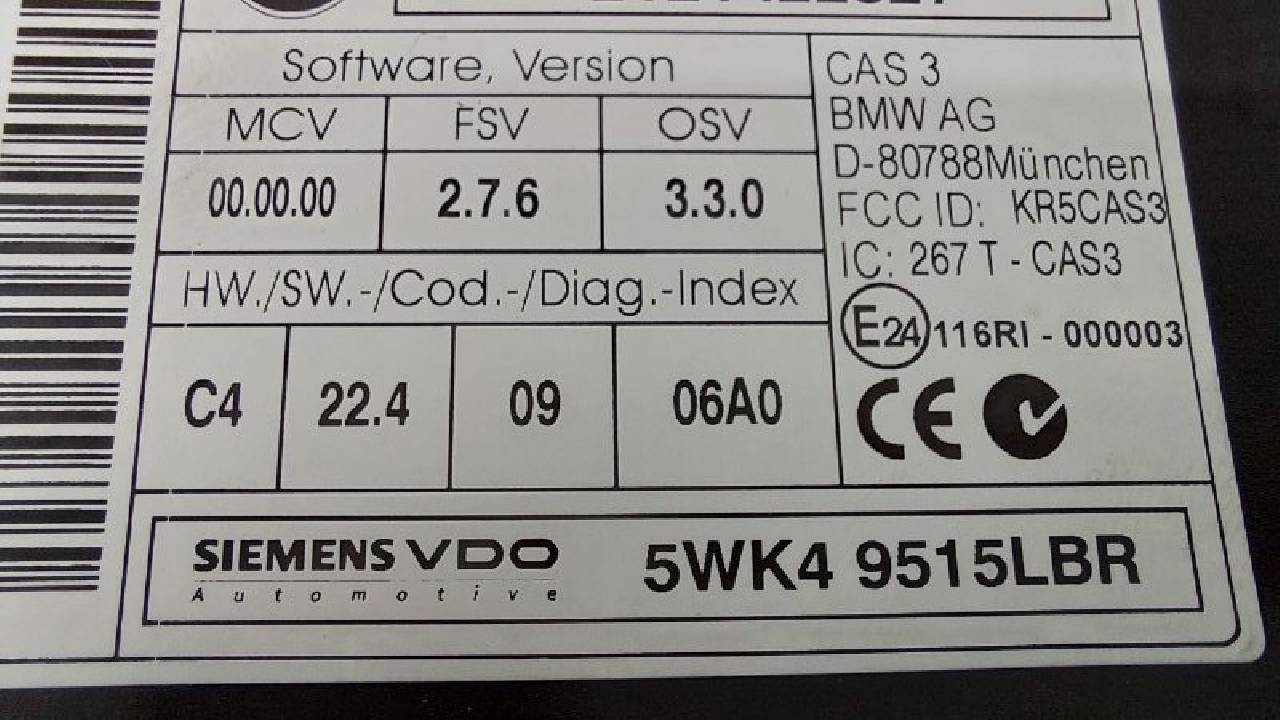 Software, Version
MCV FSV OSV
00.00.00 2.7.6 3.3.0
HW./SW.-/Cod.-/Diag.-Index
C4 22.4 09 06A0
CAS 3
BMW AG
D-80788München
FCC ID: KR5CAS3
IC: 267 T - CAS3
E24 116RI - 000003
CE
SIEMENS VDO
Automotive
5WK4 9515LBR